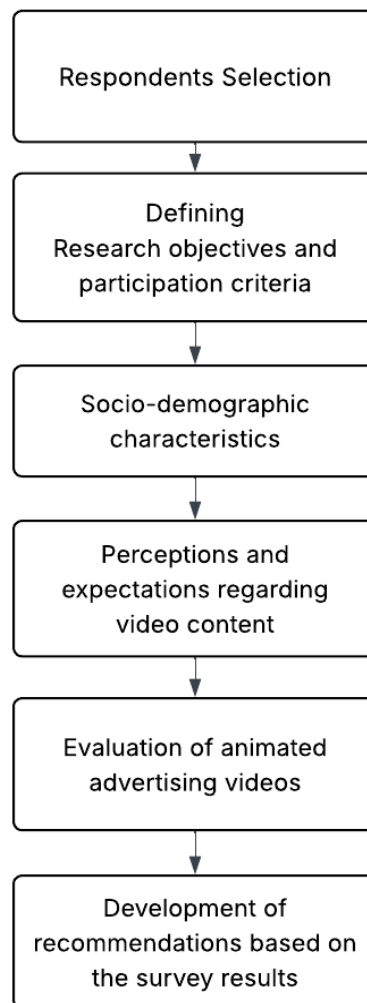 Respondents Selection
Defining
Research objectives and
participation criteria
Socio-demographic
characteristics
Perceptions and
expectations regarding
video content
Evaluation of animated
advertising videos
Development of
recommendations based on
the survey results